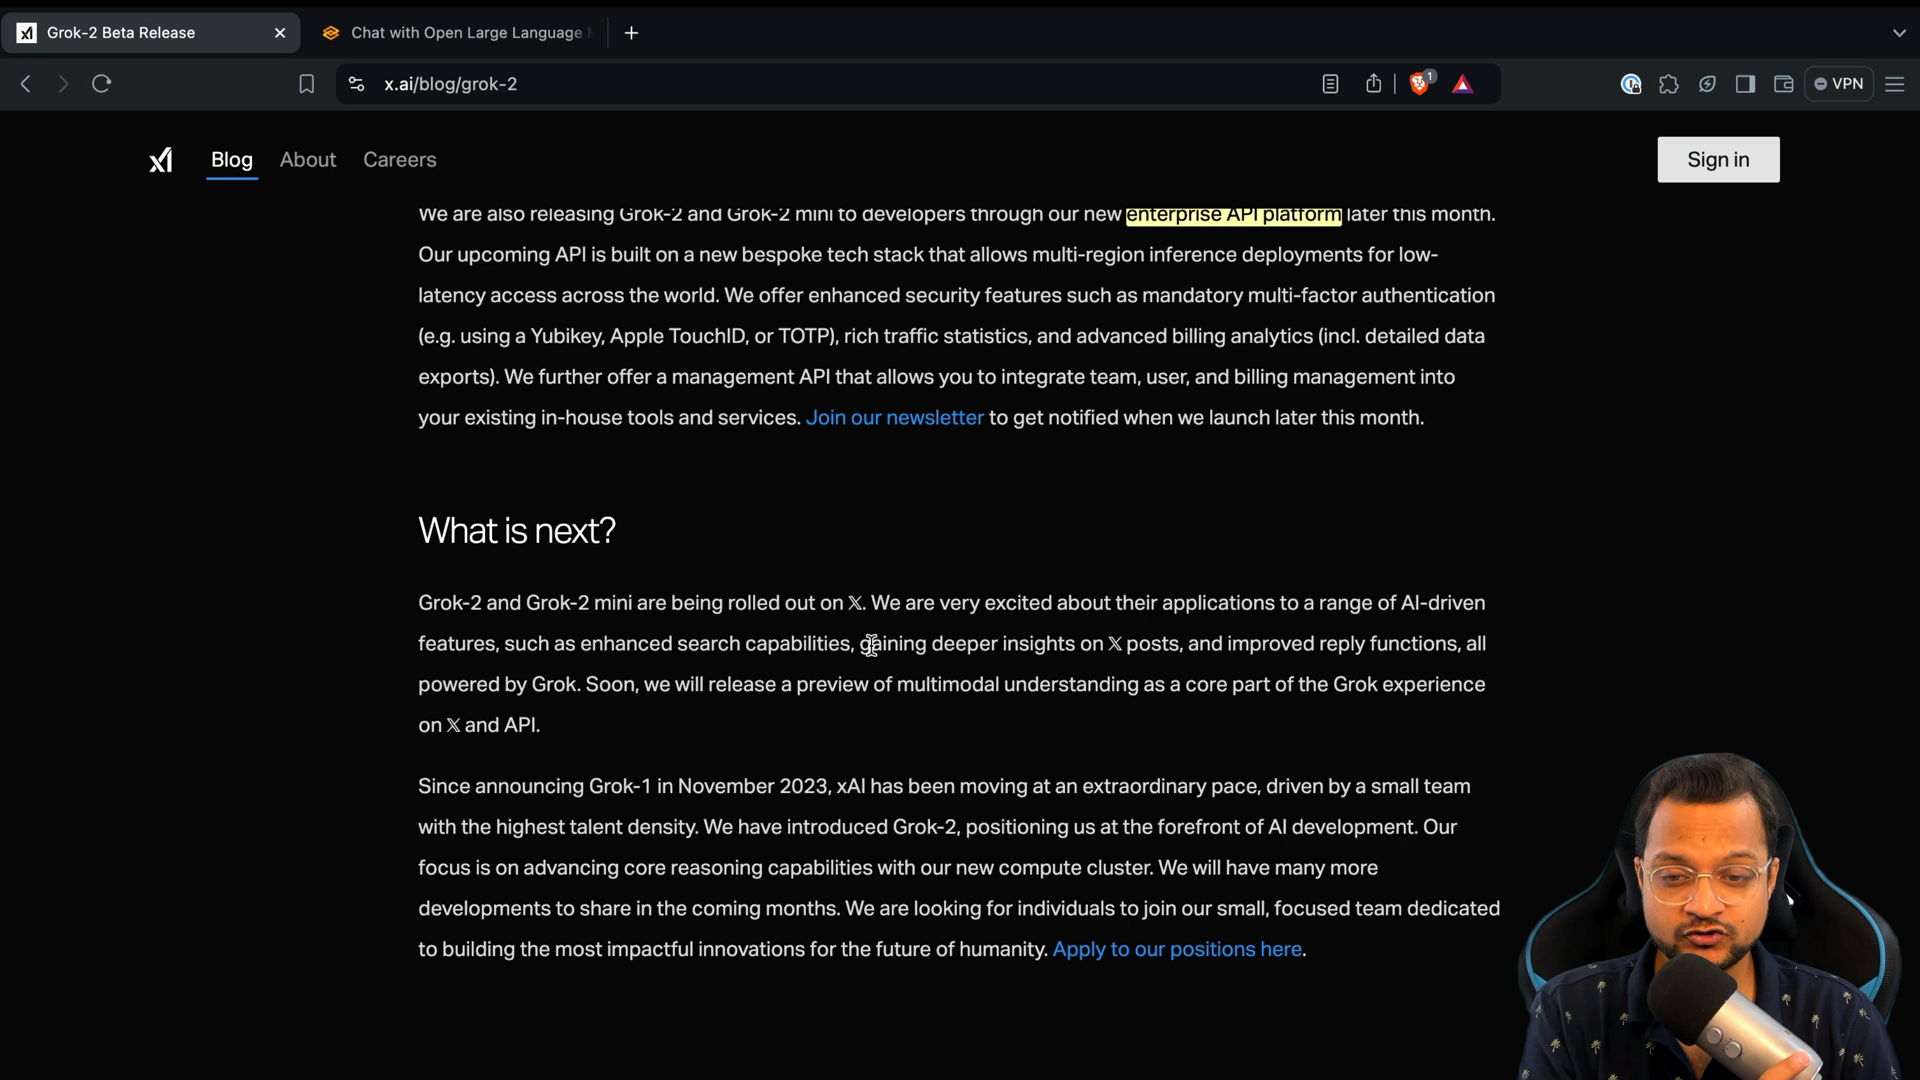 Grok-2 Beta Release
Chat with Open Large Language
x.ai/blog/grok-2
1
VPN
Blog
About
Careers
Sign in
We are also releasing Grok-2 and Grok-2 mini to developers through our new enterprise API platform later this month.
Our upcoming API is built on a new bespoke tech stack that allows multi-region inference deployments for low-
latency access across the world. We offer enhanced security features such as mandatory multi-factor authentication
(e.g. using a Yubikey, Apple TouchID, or TOTP), rich traffic statistics, and advanced billing analytics (incl. detailed data
exports). We further offer a management API that allows you to integrate team, user, and billing management into
your existing in-house tools and services. Join our newsletter to get notified when we launch later this month.
What is next?
Grok-2 and Grok-2 mini are being rolled out on 𝕏. We are very excited about their applications to a range of AI-driven
features, such as enhanced search capabilities, gaining deeper insights on 𝕏 posts, and improved reply functions, all
powered by Grok. Soon, we will release a preview of multimodal understanding as a core part of the Grok experience
on 𝕏 and API.
Since announcing Grok-1 in November 2023, xAI has been moving at an extraordinary pace, driven by a small team
with the highest talent density. We have introduced Grok-2, positioning us at the forefront of AI development. Our
focus is on advancing core reasoning capabilities with our new compute cluster. We will have many more
developments to share in the coming months. We are looking for individuals to join our small, focused team dedicated
to building the most impactful innovations for the future of humanity. Apply to our positions here.